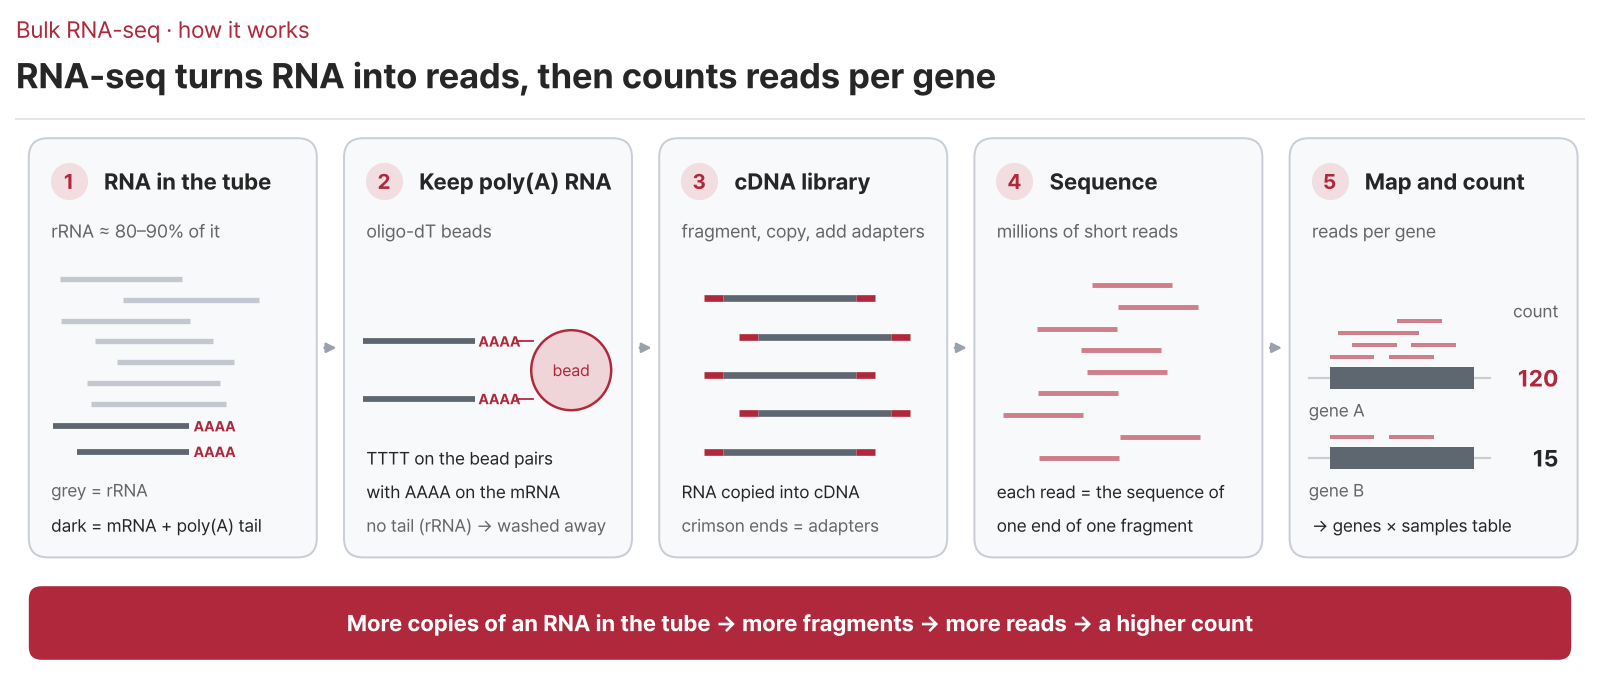 Bulk RNA-seq · how it works
RNA-seq turns RNA into reads, then counts reads per gene
1 RNA in the tube
rRNA ≈ 80–90% of it
AAAA
AAAA
grey = rRNA
dark = mRNA + poly(A) tail
2 Keep poly(A) RNA
oligo-dT beads
AAAA
bead
AAAA
TTTT on the bead pairs
with AAAA on the mRNA
no tail (rRNA) → washed away
3 cDNA library
fragment, copy, add adapters
RNA copied into cDNA
crimson ends = adapters
4 Sequence
millions of short reads
each read = the sequence of
one end of one fragment
5 Map and count
reads per gene
count
120
gene A
15
gene B
→ genes × samples table
More copies of an RNA in the tube → more fragments → more reads → a higher count